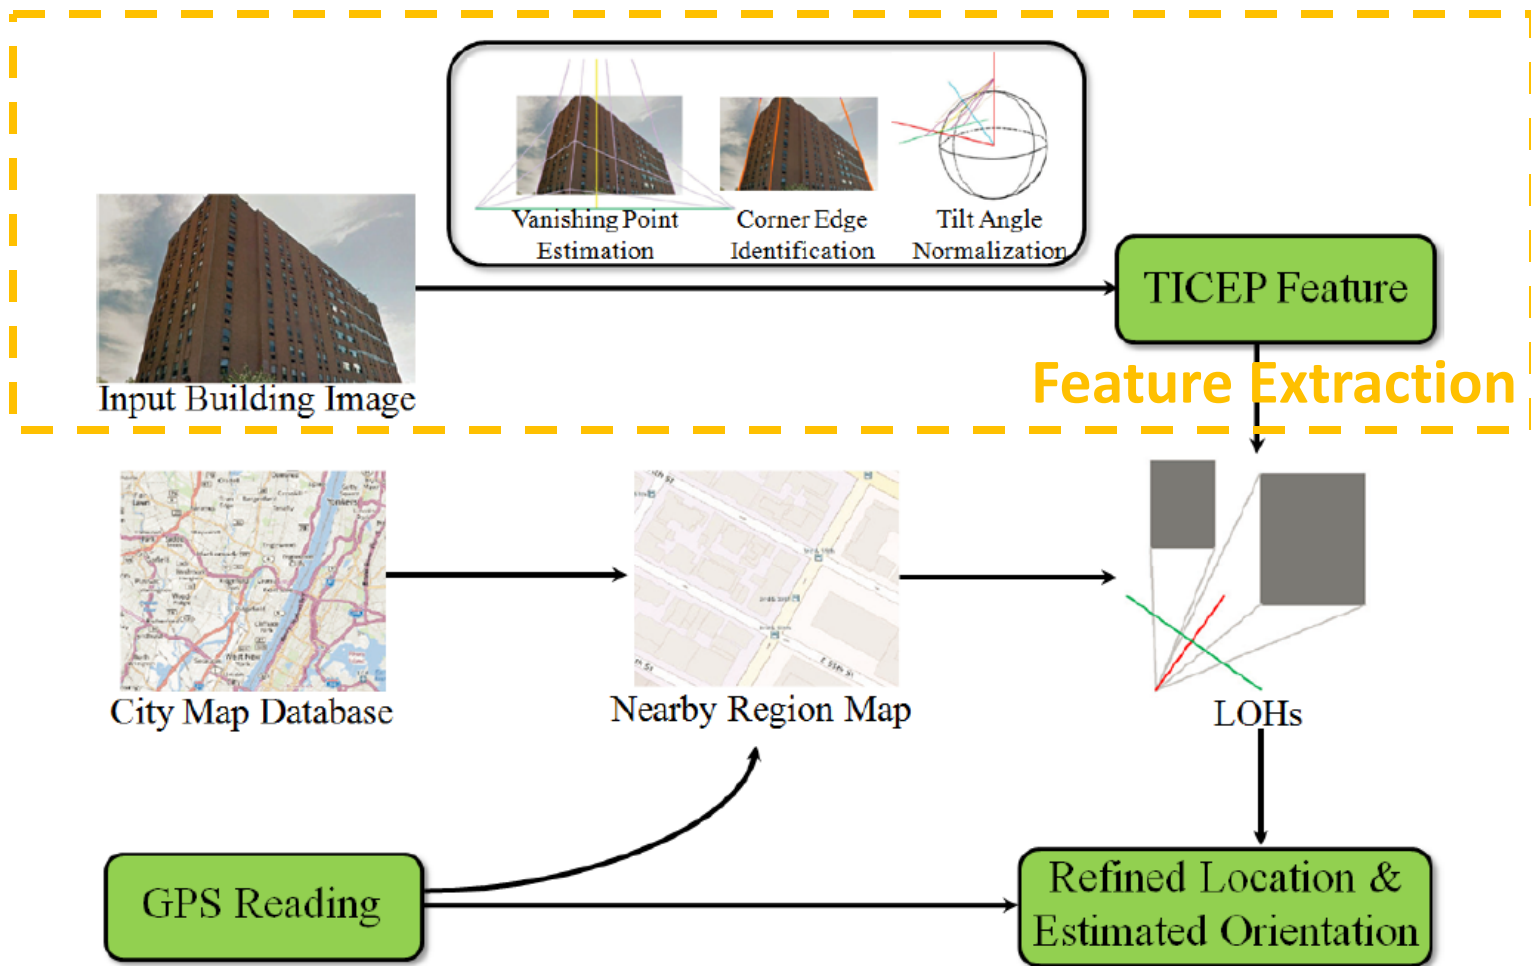 Vanishing Point
Estimation
Corner Edge
Identification
Tilt Angle
Normalization
TICEP Feature
Input Building Image
Feature Extraction
City Map Database
Nearby Region Map
LOHs
GPS Reading
Refined Location &
Estimated Orientation